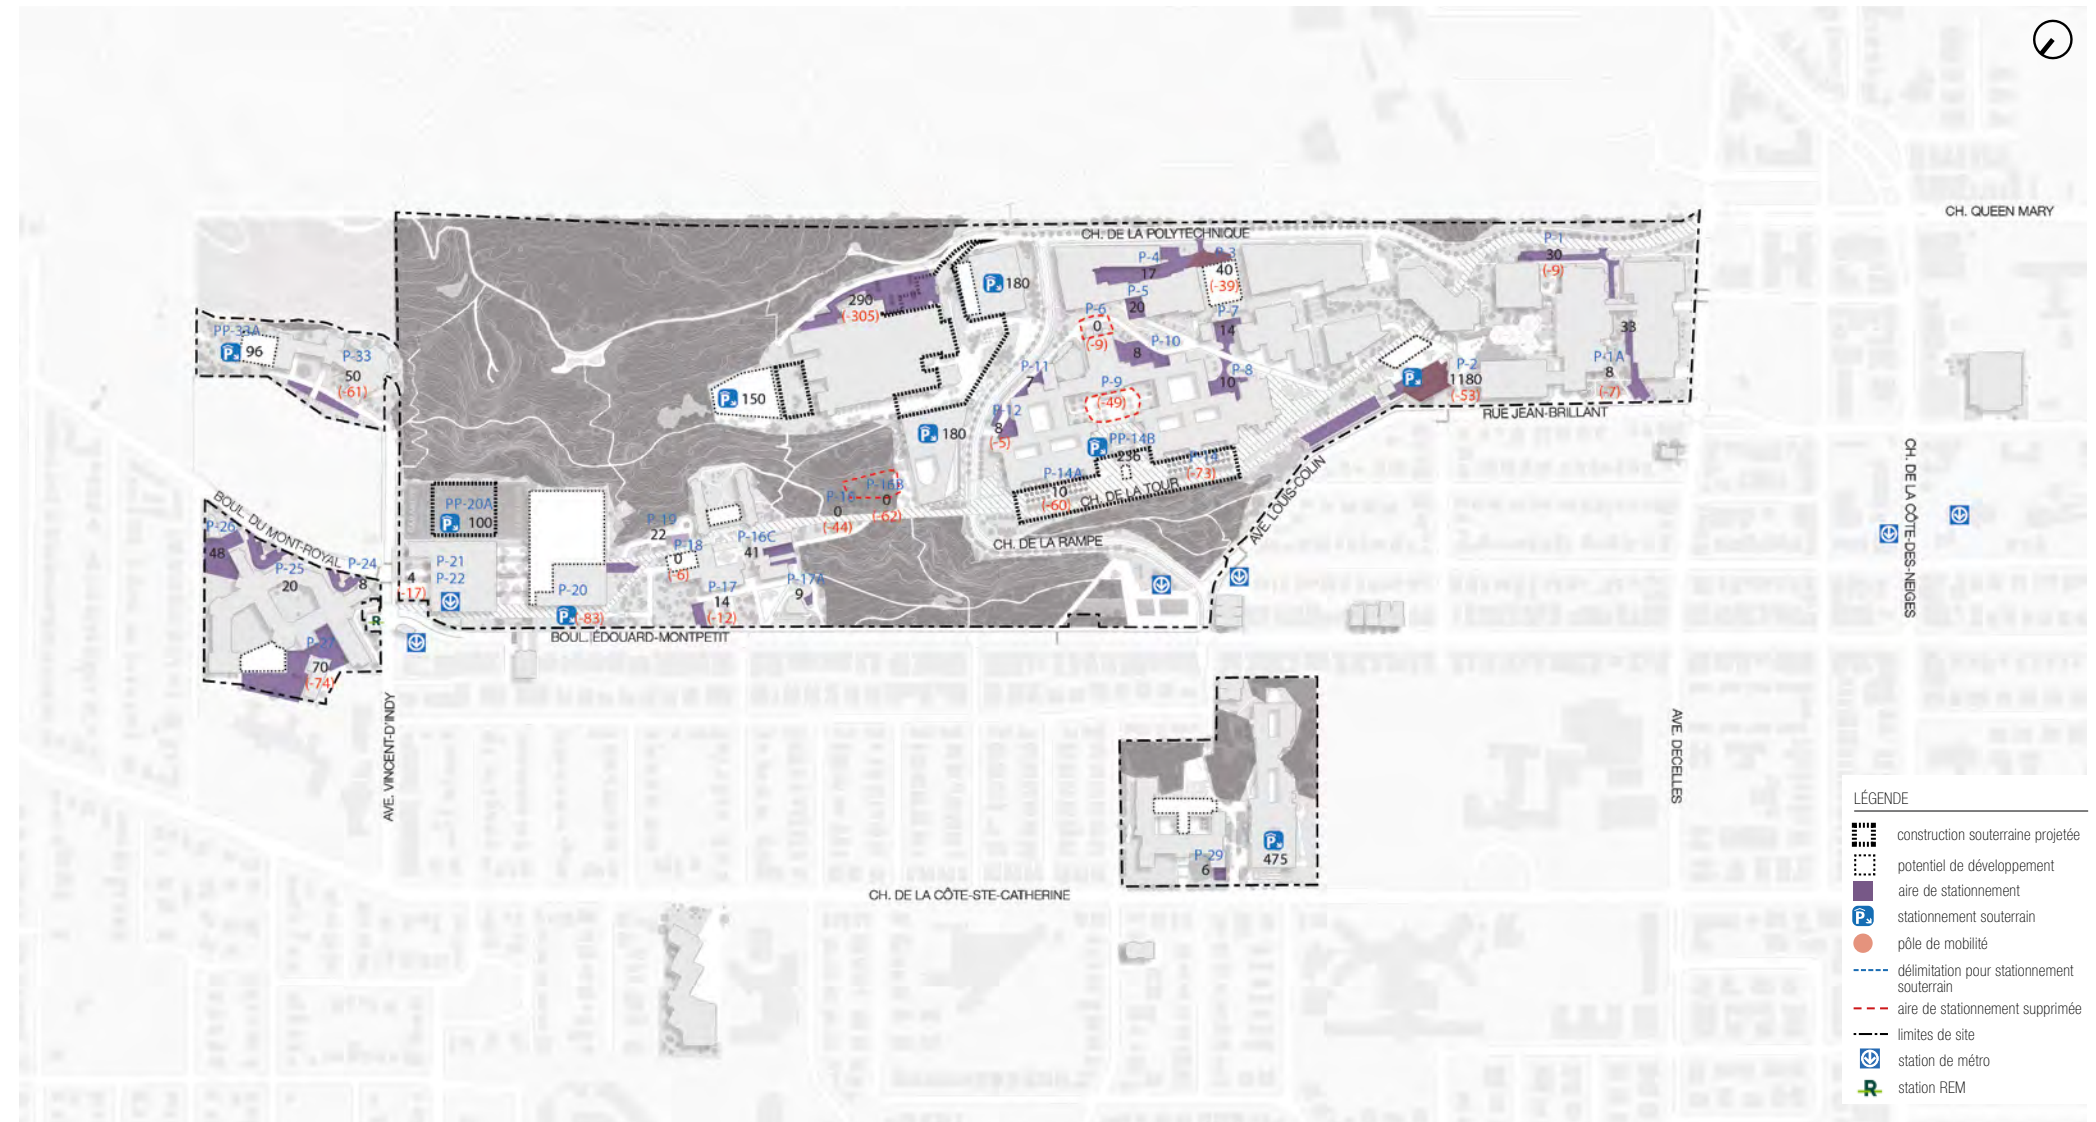 CH. QUEEN MARY
CH. DE LA POLYTECHNIQUE
P-1
30
(-9)
P-4
17
P-3
40
(-39)
180
290
(-305)
P-5
20
P-6
0
(-9)
P-7
14
33
PP-33A
96
P-33
50
(-61)
P-10
8
P-11
7
P-8
10
P-2
1180
(-53)
P-1A
8
(-7)
RUE JEAN-BRILLANT
150
P-9
(-49)
P-12
8
(-5)
180
PP-14B
236
P-14
(-73)
P-14A
10
(-60)
CH. DE LA TOUR
AVE. LOUIS-COLIN
CH. DE LA CÔTE-DES-NEIGES
P-16
0
(-44)
P-16B
0
(-62)
PP-20A
100
BOUL. DU MONT-ROYAL
P-26
48
P-25
20
P-24
8
P-19
22
P-18
0
(-6)
P-16C
41
CH. DE LA RAMPE
P-21
4
P-22
(-17)
P-20
(-83)
P-17
14
(-12)
P-17A
9
R
BOUL. ÉDOUARD-MONTPETIT
P-27
70
(-74)
AVE. VINCENT-D'INDY
AVE. DECELLES
P-29
6
475
CH. DE LA CÔTE-STE-CATHERINE
LÉGENDE
construction souterraine projetée
potentiel de développement
aire de stationnement
P stationnement souterrain
pôle de mobilité
délimitation pour stationnement
souterrain
aire de stationnement supprimée
limites de site
station de métro
R station REM